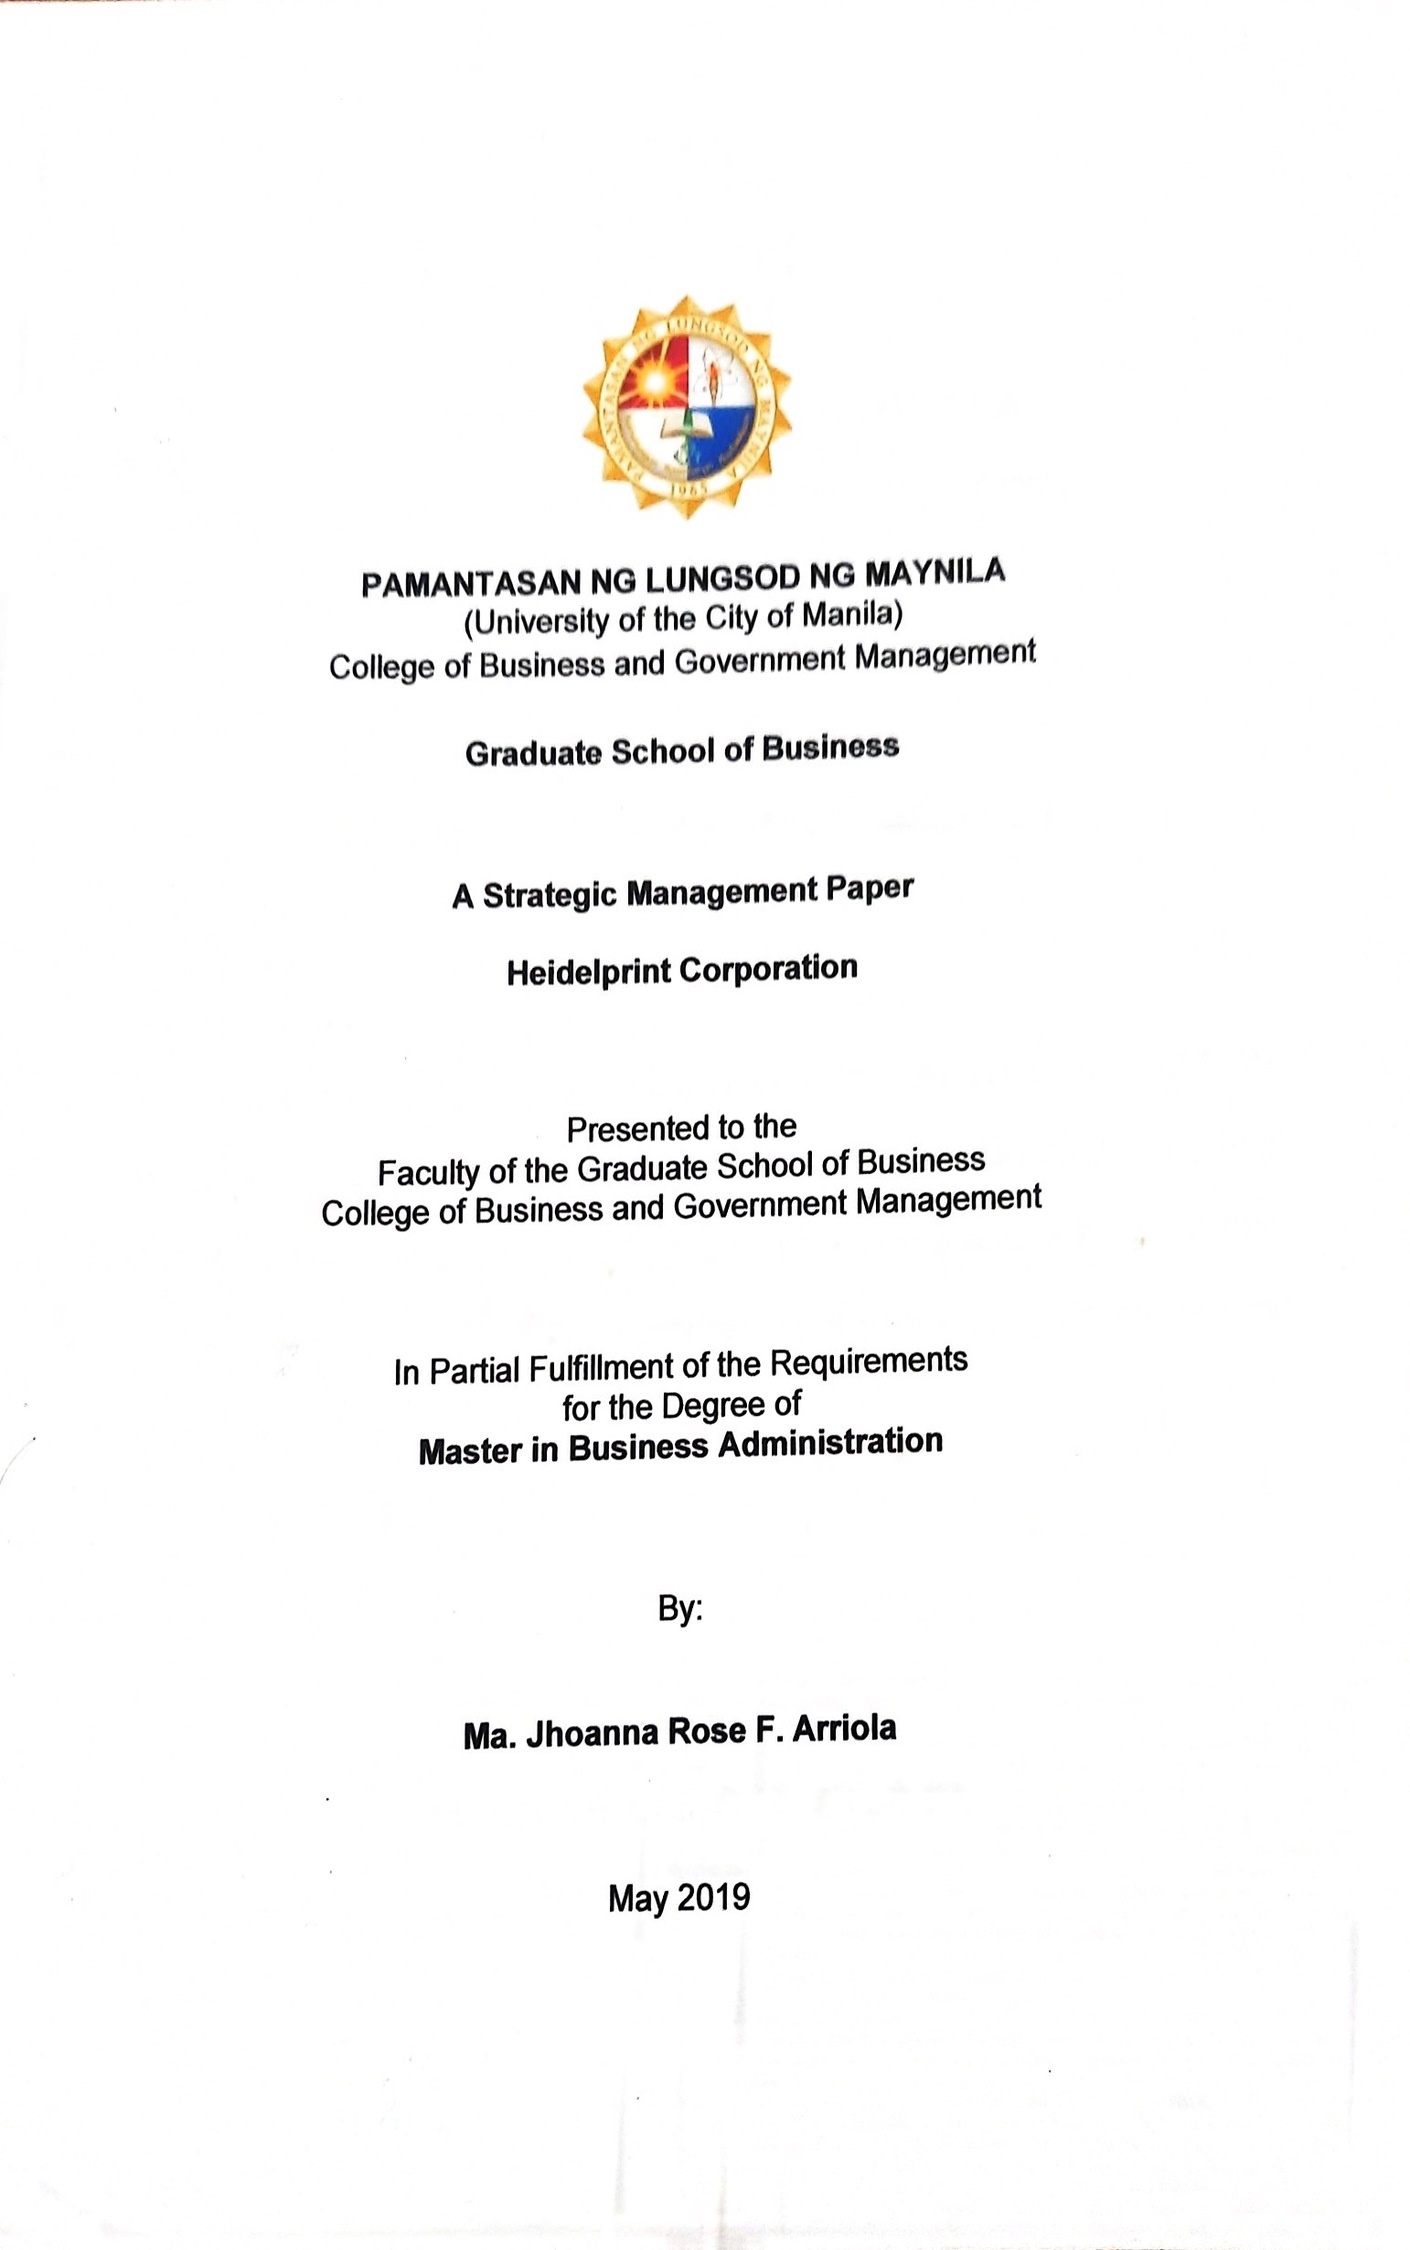 PAMANTASAN NG LUNGSOD NG MAYNILA
1965
PAMANTASAN NG LUNGSOD NG MAYNILA
(University of the City of Manila)
College of Business and Government Management
Graduate School of Business
A Strategic Management Paper
Heidelprint Corporation
Presented to the
Faculty of the Graduate School of Business
College of Business and Government Management
In Partial Fulfillment of the Requirements
for the Degree of
Master in Business Administration
By:
Ma. Jhoanna Rose F. Arriola
May 2019